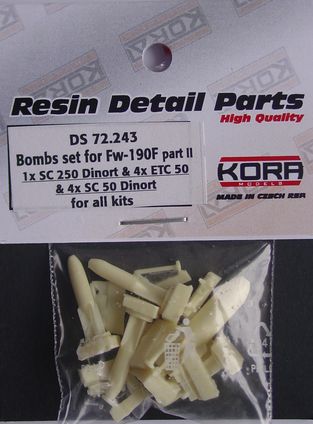 Resin Detail Parts
High Quality
DS 72.243
Bombs set for Fw-190F part II
1x SC 250 Dinort & 4x ETC 50
& 4x SC 50 Dinort
for all kits
KORA
MODELS
MADE IN CZECH REP.